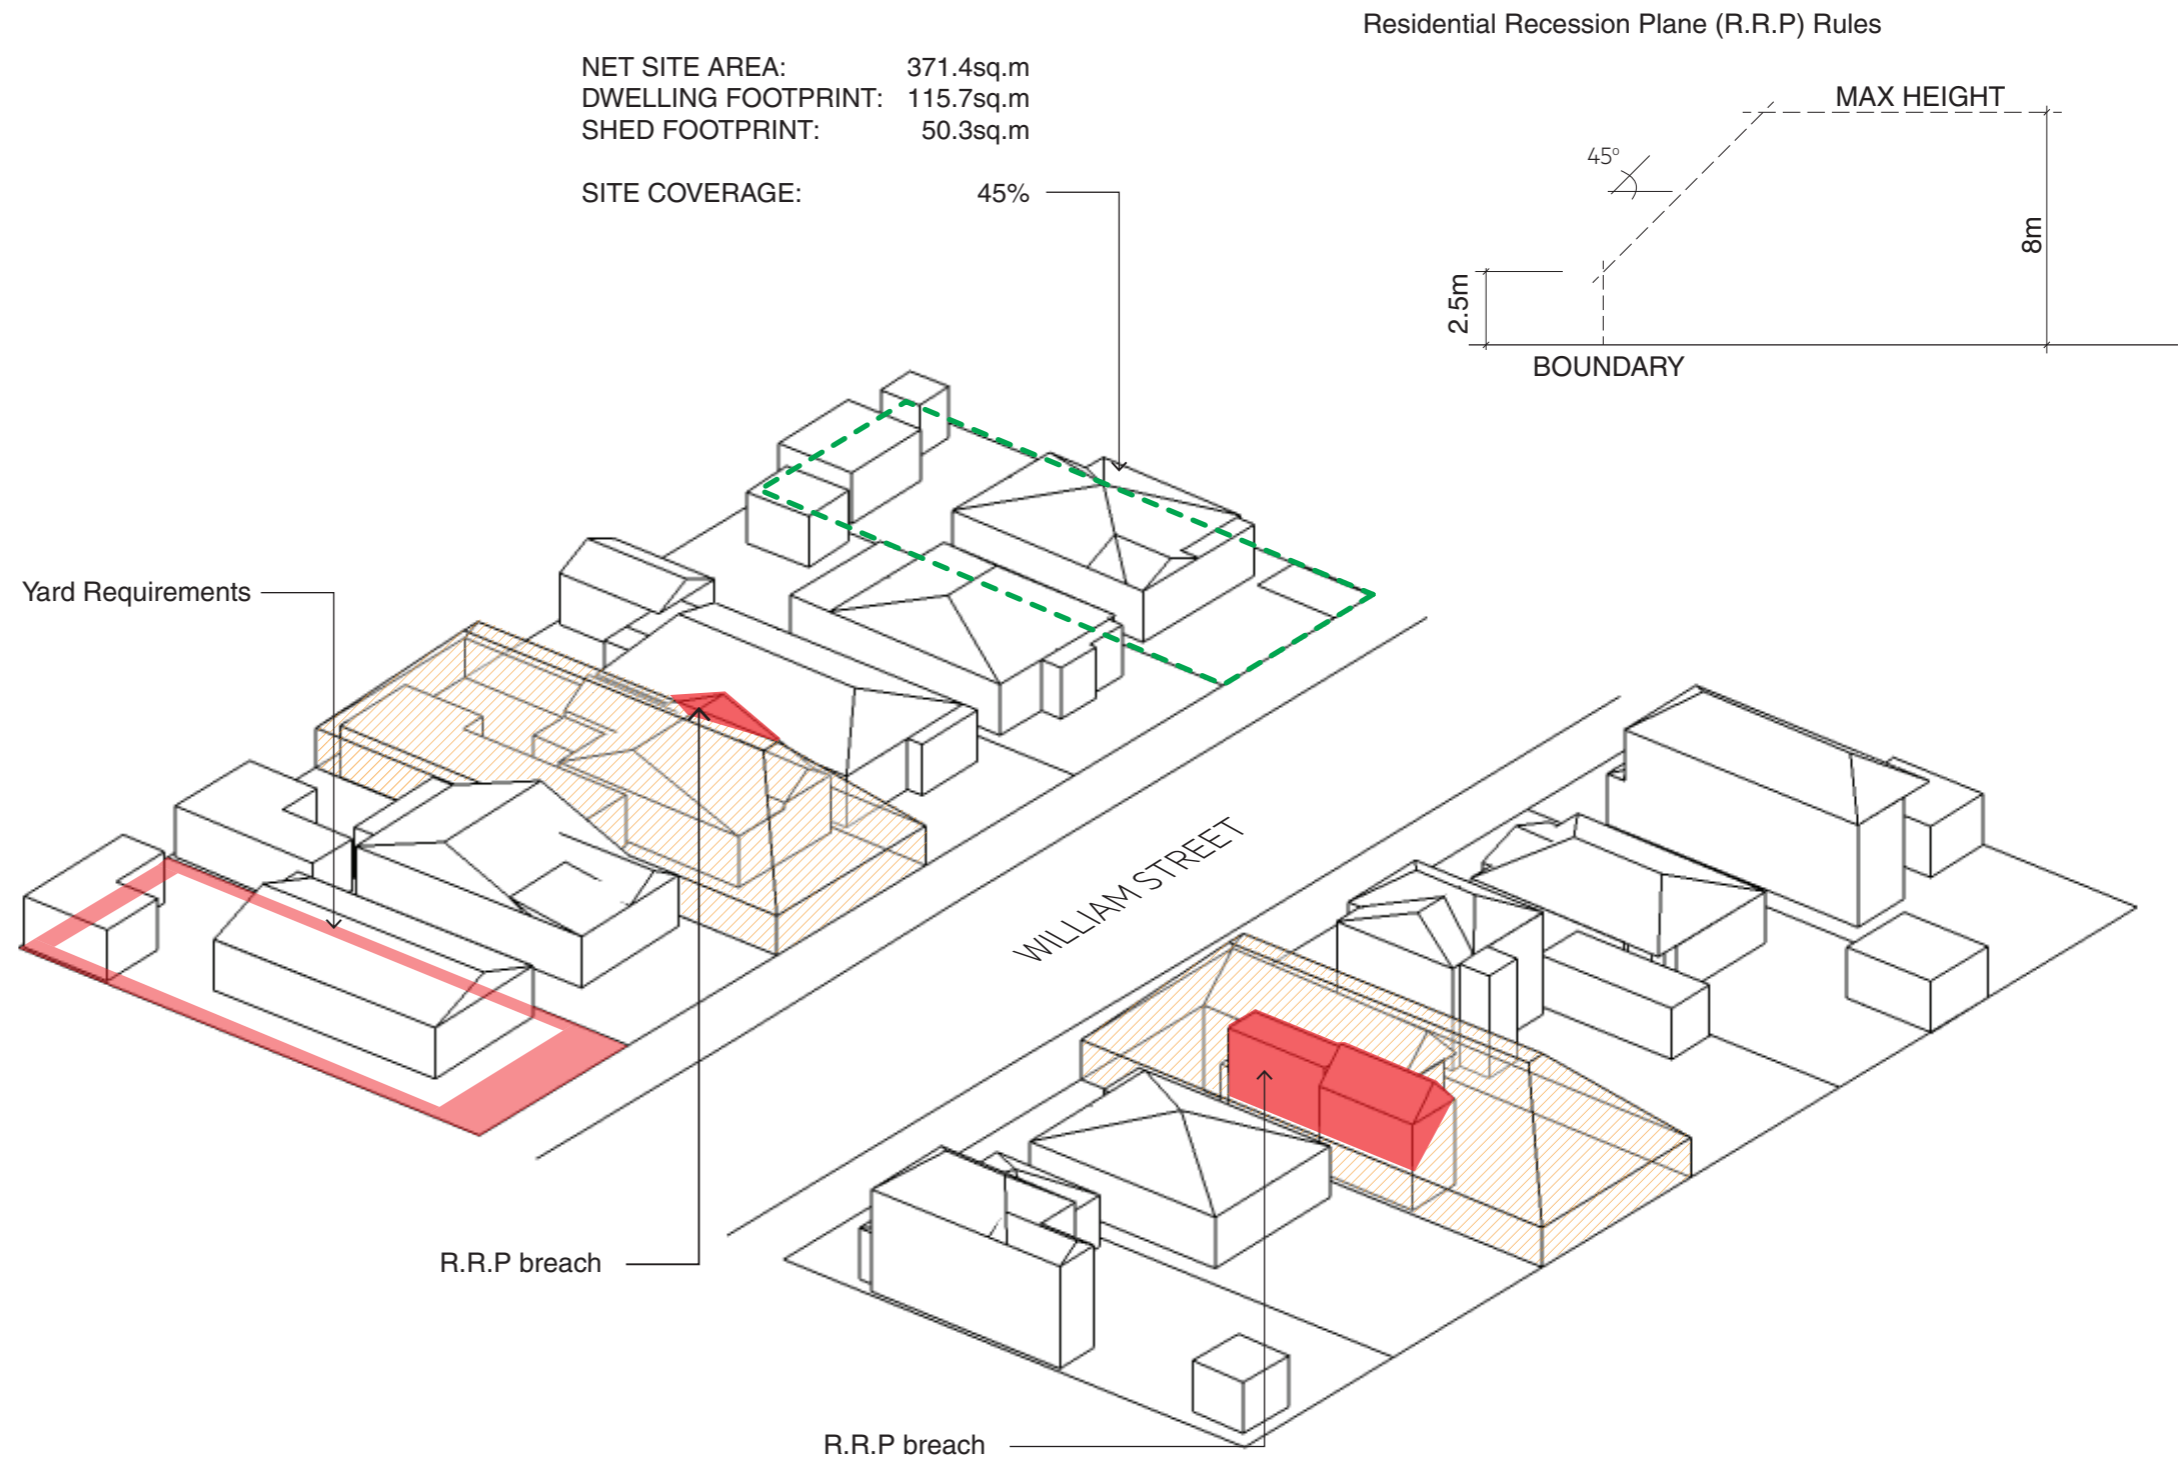 Residential Recession Plane (R.R.P) Rules
NET SITE AREA: 371.4sq.m
DWELLING FOOTPRINT: 115.7sq.m
SHED FOOTPRINT: 50.3sq.m
SITE COVERAGE: 45%
MAX HEIGHT
45°
8m
2.5m
BOUNDARY
Yard Requirements
WILLIAM STREET
R.R.P breach
R.R.P breach